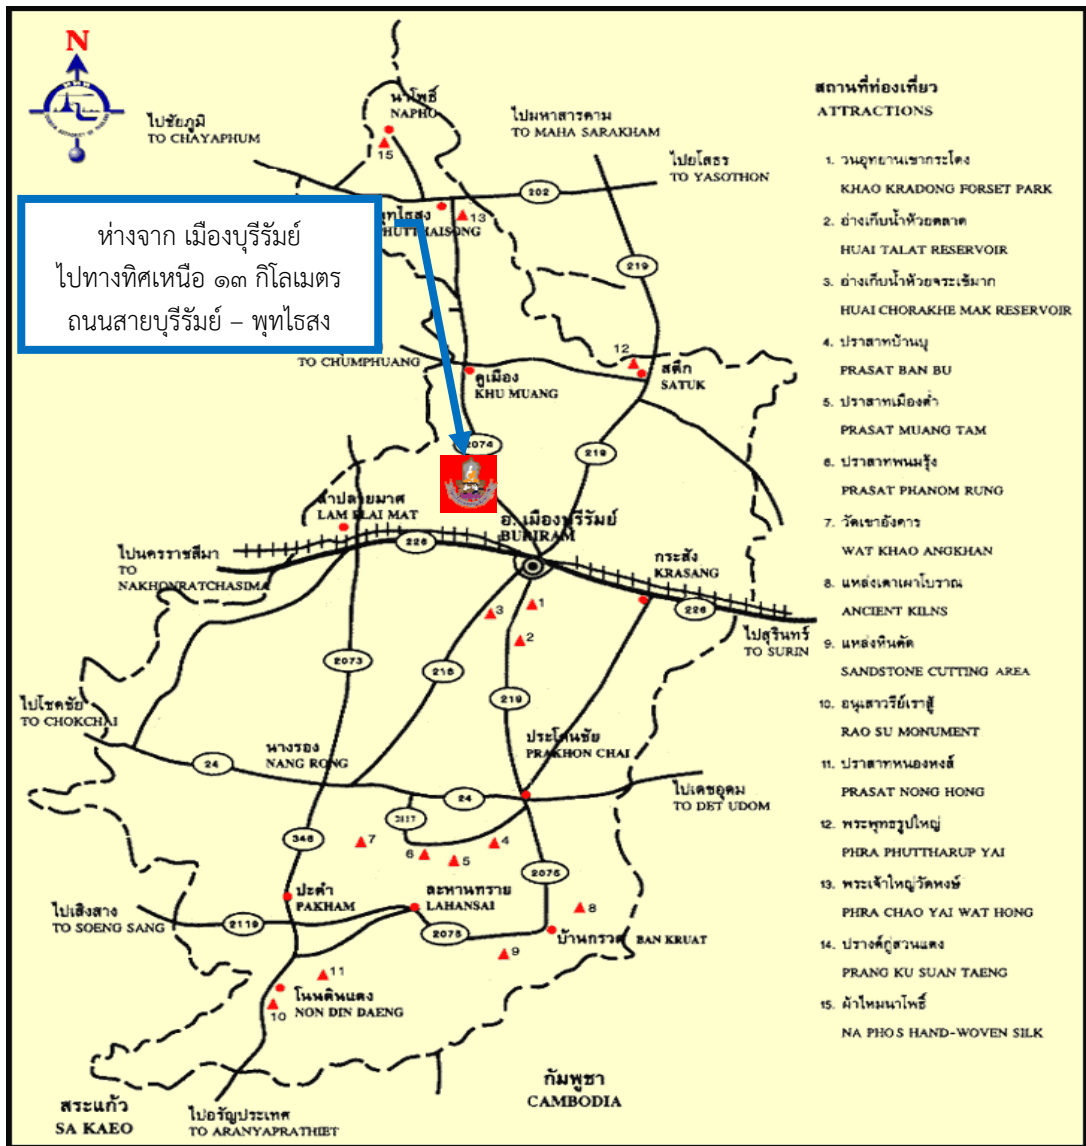 N
นาโพธิ์
NAPHO
ไปชัยภูมิ
TO CHAYAPHUM
15
ไปมหาสารคาม
TO MAHA SARAKHAM
ไปยโสธร
TO YASOTHON
202
13
ห่างจาก เมืองบุรีรัมย์
ไปทางทิศเหนือ ๑๓ กิโลเมตร
ถนนสายบุรีรัมย์ – พุทไธสง
219
TO CHUMPHUANG
12
สตึก
SATUK
คูเมือง
KHU MUANG
2074
219
ลำปลายมาศ
LAM PLAI MAT
อ. เมืองบุรีรัมย์
BURIRAM
226
ไปนครราชสีมา
TO
NAKHONRATCHASIMA
กระสัง
KRASANG
226
ไปสุรินทร์
TO SURIN
1
3
2
2073
218
219
ไปโชคชัย
TO CHOKCHAI
นางรอง
NANG RONG
24
ประโคนชัย
PRAKHON CHAI
24
ไปเดชอุดม
TO DET UDOM
2117
348
7
6
5
4
2075
ปะคำ
PAKHAM
ละหานทราย
LAHANSAI
8
ไปเสิงสาง
TO SOENG SANG
2119
2075
บ้านกรวด BAN KRUAT
9
11
โนนดินแดง
NON DIN DAENG
10
กัมพูชา
CAMBODIA
สระแก้ว
SA KAEO
ไปอรัญประเทศ
TO ARANYAPRATHIET
สถานที่ท่องเที่ยว
ATTRACTIONS
1. วนอุทยานเขากระโดง
KHAO KRADONG FORSET PARK
2. อ่างเก็บน้ำห้วยตลาด
HUAI TALAT RESERVOIR
3. อ่างเก็บน้ำห้วยจระเข้มาก
HUAI CHORAKHE MAK RESERVOIR
4. ปราสาทบ้านบุ
PRASAT BAN BU
5. ปราสาทเมืองต่ำ
PRASAT MUANG TAM
6. ปราสาทพนมรุ้ง
PRASAT PHANOM RUNG
7. วัดเขาอังคาร
WAT KHAO ANGKHAN
8. แหล่งเตาเผาโบราณ
ANCIENT KILNS
9. แหล่งหินตัด
SANDSTONE CUTTING AREA
10. อนุเสาวรีย์เราสู้
RAO SU MONUMENT
11. ปราสาทหนองหงส์
PRASAT NONG HONG
12. พระพุทธรูปใหญ่
PHRA PHUTTHARUP YAI
13. พระเจ้าใหญ่วัดหงษ์
PHRA CHAO YAI WAT HONG
14. ปรางค์กู่สวนแตง
PRANG KU SUAN TAENG
15. ผ้าไหมนาโพธิ์
NA PHO S HAND-WOVEN SILK